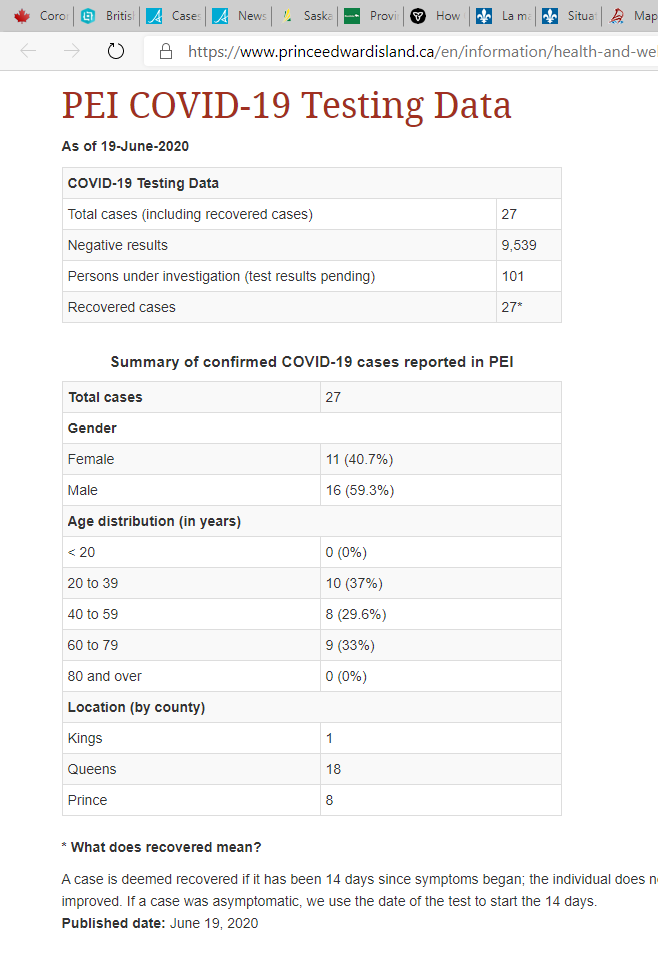 Coror
British
Cases
News
Saska
Provi
How
La ma
Situat
Map
https://www.princeedwardisland.ca/en/information/health-and-we
PEI COVID-19 Testing Data
As of 19-June-2020
COVID-19 Testing Data
Total cases (including recovered cases) 27
Negative results 9,539
Persons under investigation (test results pending) 101
Recovered cases 27*
Summary of confirmed COVID-19 cases reported in PEI
Total cases 27
Gender
Female 11 (40.7%)
Male 16 (59.3%)
Age distribution (in years)
< 20 0 (0%)
20 to 39 10 (37%)
40 to 59 8 (29.6%)
60 to 79 9 (33%)
80 and over 0 (0%)
Location (by county)
Kings 1
Queens 18
Prince 8
* What does recovered mean?
A case is deemed recovered if it has been 14 days since symptoms began; the individual does n
improved. If a case was asymptomatic, we use the date of the test to start the 14 days.
Published date: June 19, 2020